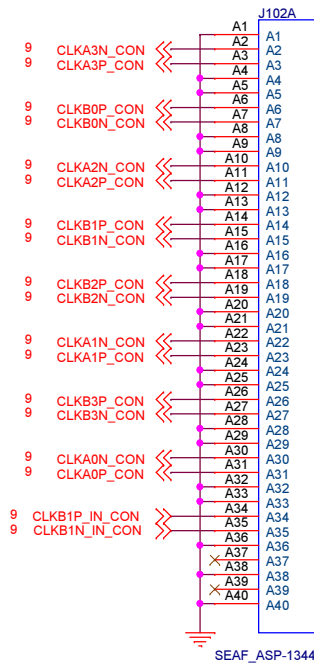 J102A
A1 A1
A2 A2
9 CLKA3N_CON
A3 A3
9 CLKA3P_CON
A4 A4
A5 A5
A6 A6
9 CLKB0P_CON
A7 A7
9 CLKB0N_CON
A8 A8
A9 A9
A10 A10
9 CLKA2N_CON
A11 A11
9 CLKA2P_CON
A12 A12
A13 A13
A14 A14
9 CLKB1P_CON
A15 A15
9 CLKB1N_CON
A16 A16
A17 A17
A18 A18
9 CLKB2P_CON
A19 A19
9 CLKB2N_CON
A20 A20
A21 A21
A22 A22
9 CLKA1N_CON
A23 A23
9 CLKA1P_CON
A24 A24
A25 A25
A26 A26
9 CLKB3P_CON
A27 A27
9 CLKB3N_CON
A28 A28
A29 A29
A30 A30
9 CLKA0N_CON
A31 A31
9 CLKA0P_CON
A32 A32
A33 A33
A34 A34
9 CLKB1P_IN_CON
A35 A35
9 CLKB1N_IN_CON
A36 A36
A37 A37
A38 A38
A39 A39
A40 A40
SEAF_ASP-1344